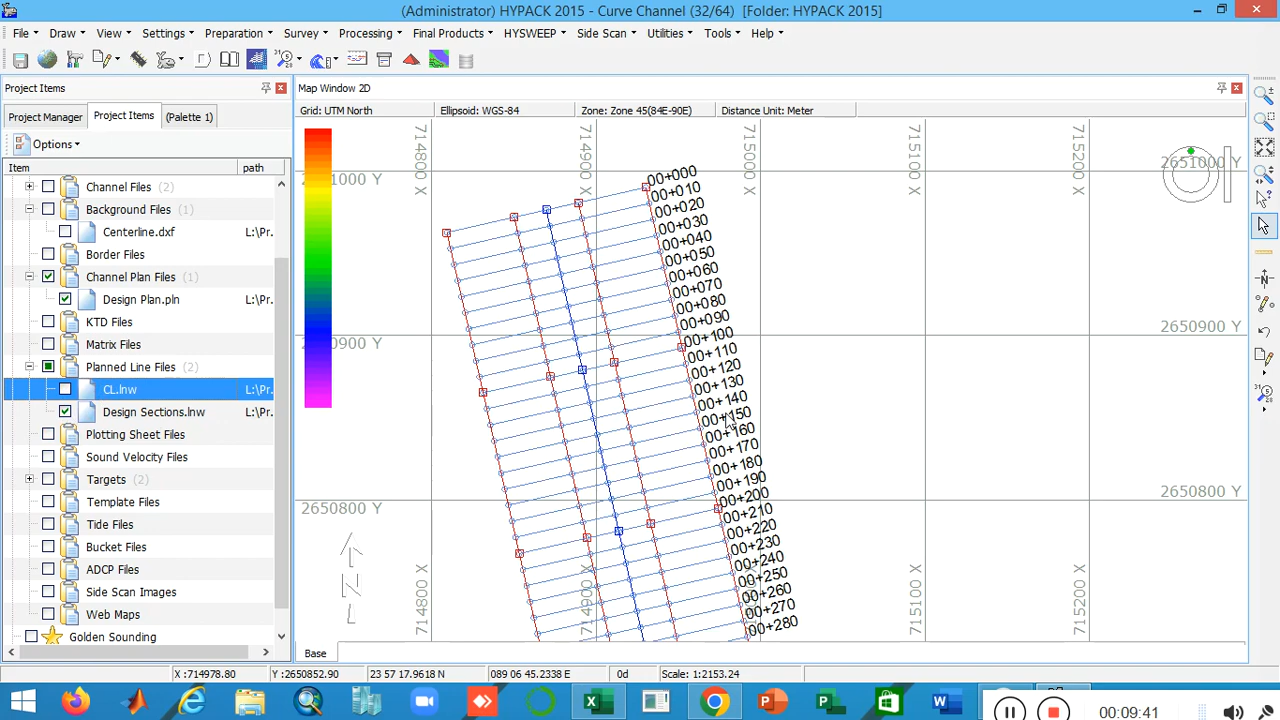 (Administrator) HYPACK 2015 - Curve Channel (32/64) [Folder: HYPACK 2015]
File Draw View Settings Preparation Survey Processing Final Products HYSWEEP Side Scan Utilities Tools Help
Project Items
Project Manager Project Items (Palette 1)
Options
Item path
Channel Files (2)
Background Files (1)
Centerline.dxf L:\Pr.
Border Files
Channel Plan Files (1)
Design Plan.pln L:\Pr.
KTD Files
Matrix Files
Planned Line Files (2)
CL.lnw L:\Pr.
Design Sections.lnw L:\Pr.
Plotting Sheet Files
Sound Velocity Files
Targets (2)
Template Files
Tide Files
Bucket Files
ADCP Files
Side Scan Images
Web Maps
Golden Sounding
Map Window 2D
Grid: UTM North Ellipsoid: WGS-84 Zone: Zone 45(84E-90E) Distance Unit: Meter
714800 X 714900 X 715000 X 715100 X 715200 X
1000 Y 2651000 Y
00+000
00+010
00+020
00+030
00+040
00+050
00+060
00+070
00+080
00+090
00+100
00+110
00+120
00+130
00+140
00+150
00+160
00+170
00+180
00+190
00+200
00+210
00+220
00+230
00+240
00+250
00+260
00+270
00+280
50900 Y 2650900 Y
2650800 Y 2650800 Y
N
714800 X 714900 X 715000 X 715100 X 715200 X
Base
X :714978.80 Y :2650852.90 23 57 17.9618 N 089 06 45.2338 E 0d Scale: 1:2153.24
00:09:41